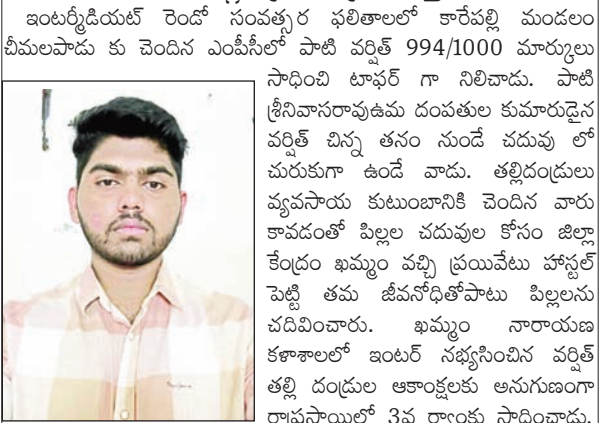 ఇంటర్మీడియట్ రెండో సంవత్సర ఫలితాలలో కారేపల్లి మండలం
చీమలపాడు కు చెందిన ఎంపీసీలో పాటి వర్షిత్ 994/1000 మార్కులు
సాధించి టాఫర్ గా నిలిచాడు. పాటి
శ్రీనివాసరావుఉమ దంపతుల కుమారుడైన
వర్షిత్ చిన్న తనం నుండే చదువు లో
చురుకుగా ఉండే వాడు. తల్లిదండ్రులు
వ్యవసాయ కుటుంబానికి చెందిన వారు
కావడంతో పిల్లల చదువుల కోసం జిల్లా
కేంద్రం ఖమ్మం వచ్చి ప్రయివేటు హాస్టల్
పెట్టి తమ జీవనోధితోపాటు పిల్లలను
చదివించారు. ఖమ్మం నారాయణ
కళాశాలలో ఇంటర్ నభ్యసించిన వర్షిత్
తల్లి దండ్రుల ఆకాంక్షలకు అనుగుణంగా
రాష్ట్రస్థాయిలో 3వ ర్యాంకు సాధించాడు.